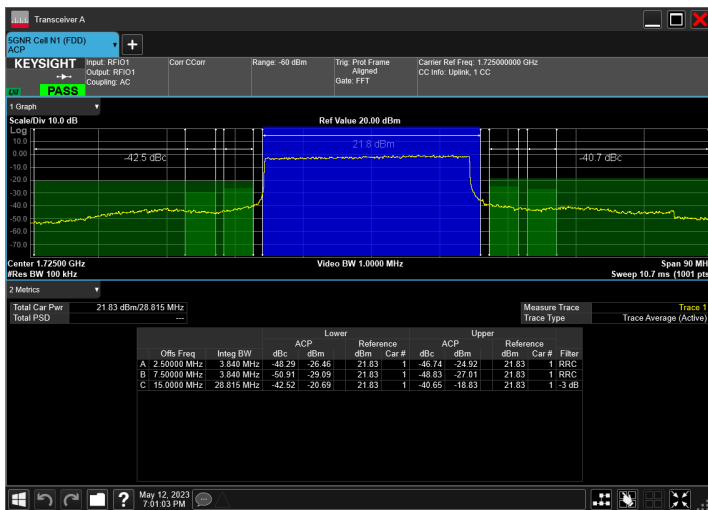 Transceiver A
5GNR Cell N1 (FDD)
ACP
KEYSIGHT
LXI
PASS
Input: RFIO1
Output: RFIO1
Coupling: AC
Corr CCorr
Range: -60 dBm
Trig: Prot Frame
Aligned
Gate: FFT
Carrier Ref Freq: 1.725000000 GHz
CC Info: Uplink, 1 CC
1 Graph
Scale/Div 10.0 dB
Ref Value 20.00 dBm
Log
10.0
0.00
-10.0
-20.0
-30.0
-40.0
-50.0
-60.0
-70.0
-42.5 dBc
21.8 dBm
-40.7 dBc
Center 1.72500 GHz
Video BW 1.0000 MHz
Span 90 MH
#Res BW 100 kHz
Sweep 10.7 ms (1001 pts
2 Metrics
Total Car Pwr 21.83 dBm/28.815 MHz
Total PSD ---
Measure Trace Trace 1
Trace Type Trace Average (Active)
Lower Upper
ACP Reference ACP Reference
Offs Freq Integ BW dBc dBm dBm Car # dBc dBm dBm Car # Filter
A 2.50000 MHz 3.840 MHz -48.29 -26.46 21.83 1 -46.74 -24.92 21.83 1 RRC
B 7.50000 MHz 3.840 MHz -50.91 -29.09 21.83 1 -48.83 -27.01 21.83 1 RRC
C 15.0000 MHz 28.815 MHz -42.52 -20.69 21.83 1 -40.65 -18.83 21.83 1 -3 dB
May 12, 2023
7:01:03 PM